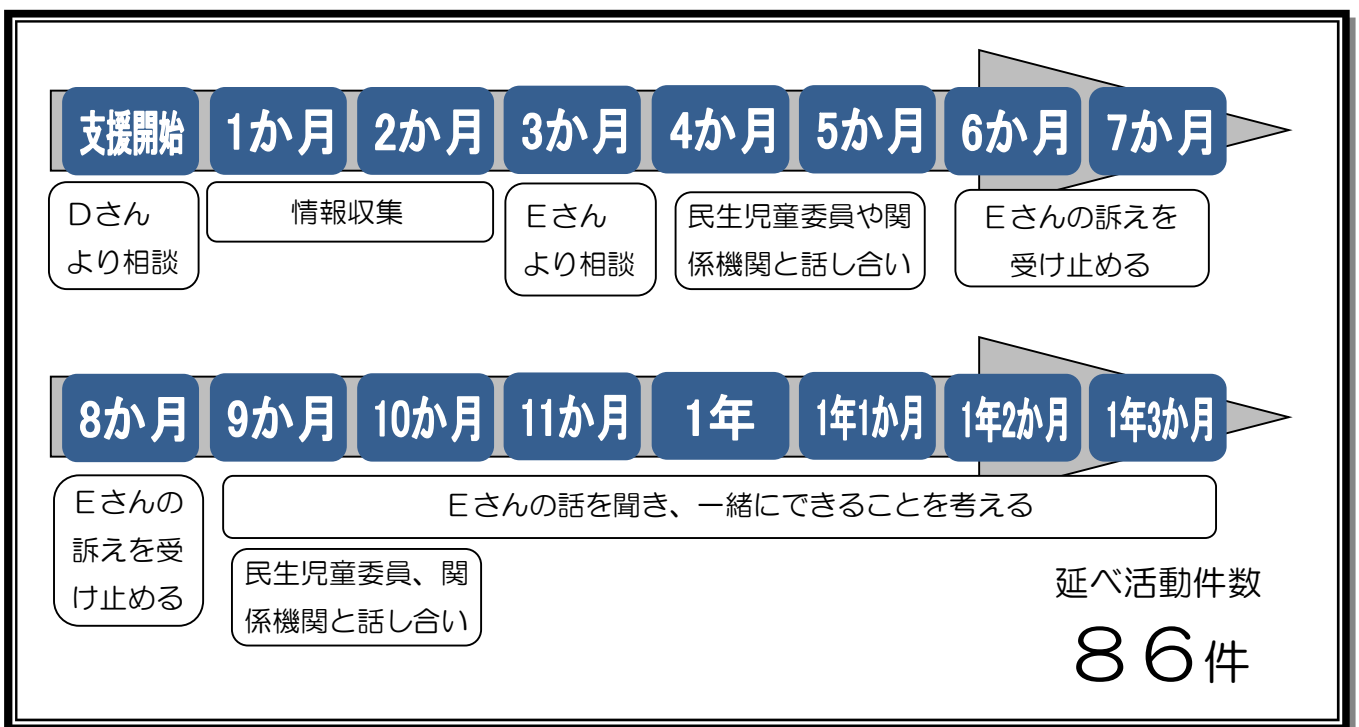 支援開始 1か月 2か月 3か月 4か月 5か月 6か月 7か月
Dさん
より相談
情報収集
Eさん
より相談
民生児童委員や関
係機関と話し合い
Eさんの訴えを
受け止める
8か月 9か月 10か月 11か月 1年 1年1か月 1年2か月 1年3か月
Eさんの
訴えを受
け止める
Eさんの話を聞き、一緒にできることを考える
民生児童委員、関
係機関と話し合い
延べ活動件数
86件